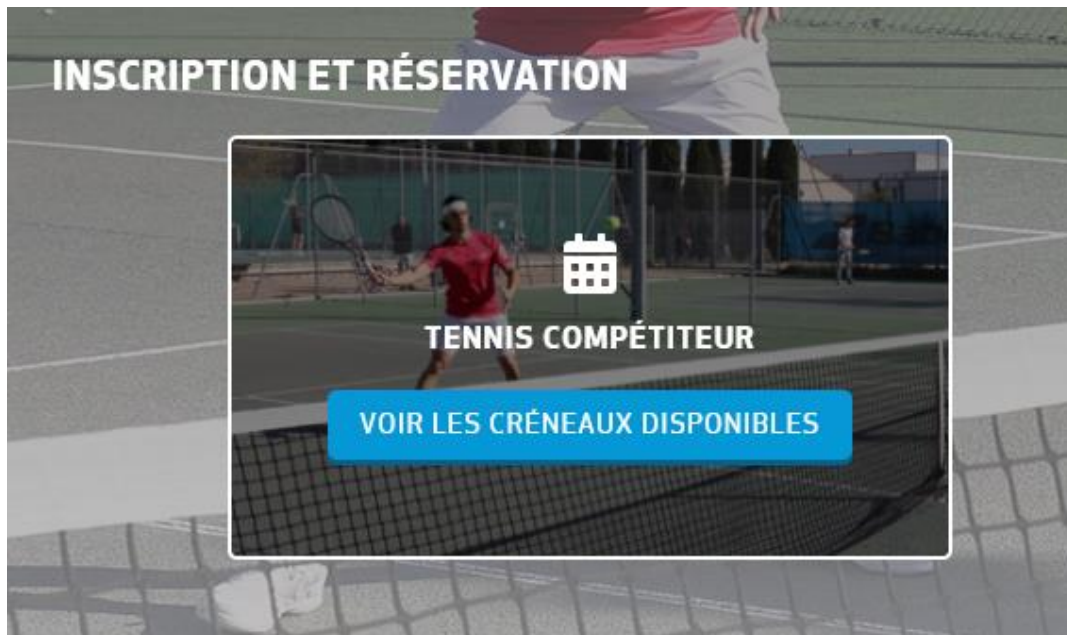 INSCRIPTION ET RÉSERVATION
TENNIS COMPÉTITEUR
VOIR LES CRÉNEAUX DISPONIBLES